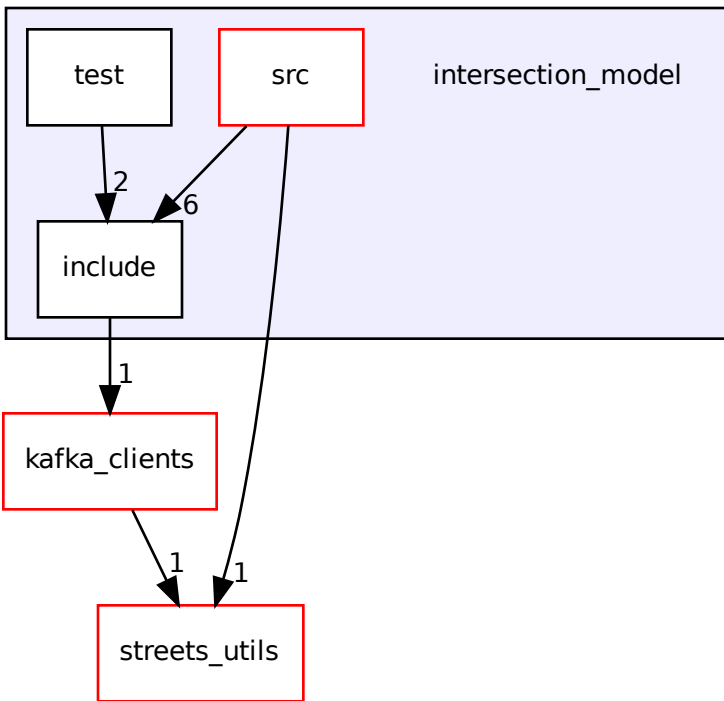 test
src
intersection_model
2
6
include
1
kafka_clients
1
1
streets_utils